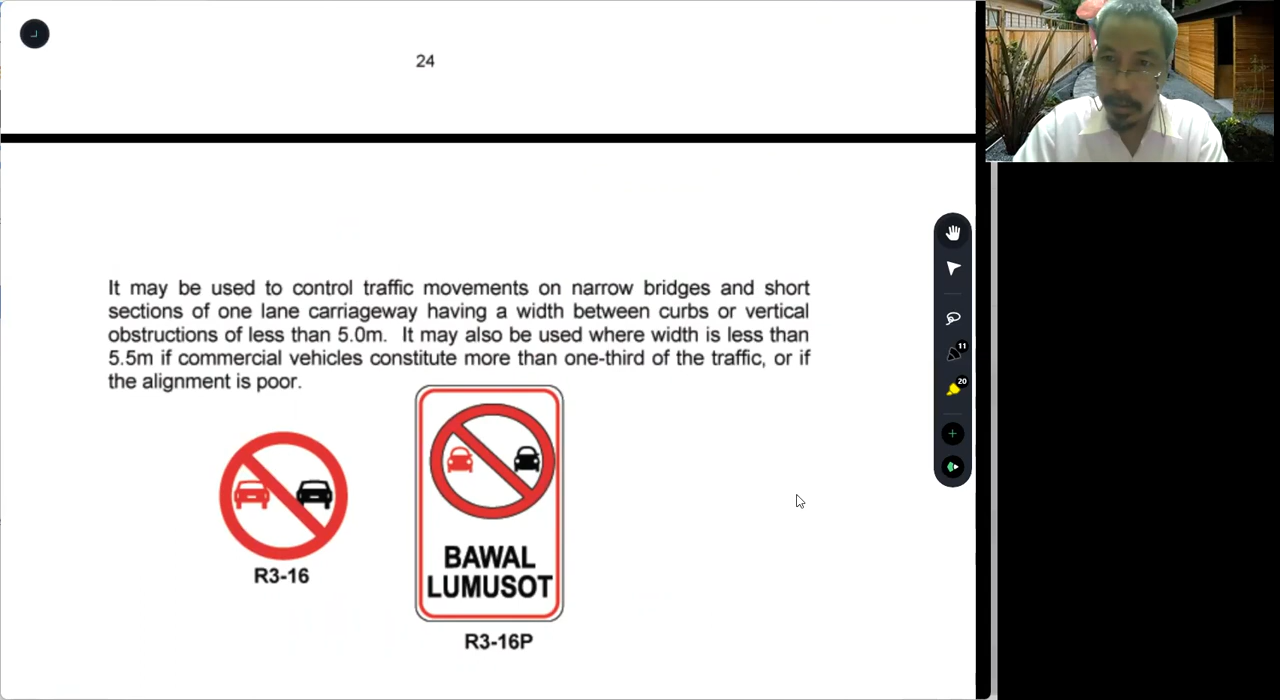 24
It may be used to control traffic movements on narrow bridges and short
sections of one lane carriageway having a width between curbs or vertical
obstructions of less than 5.0m. It may also be used where width is less than
5.5m if commercial vehicles constitute more than one-third of the traffic, or if
the alignment is poor.
R3-16
BAWAL
LUMUSOT
R3-16P
11
20